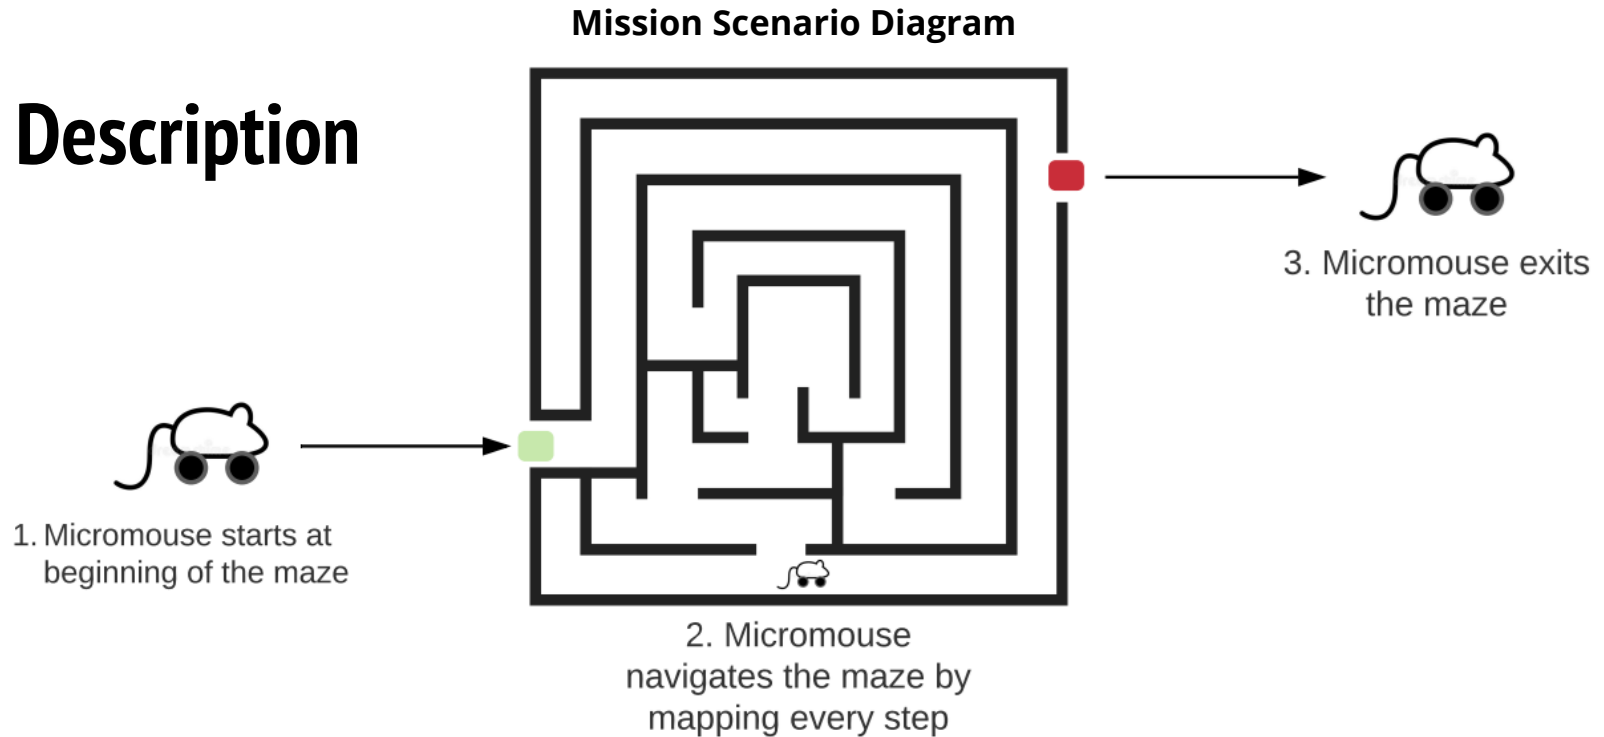 Mission Scenario Diagram
Description
3. Micromouse exits
the maze
1. Micromouse starts at
beginning of the maze
2. Micromouse
navigates the maze by
mapping every step